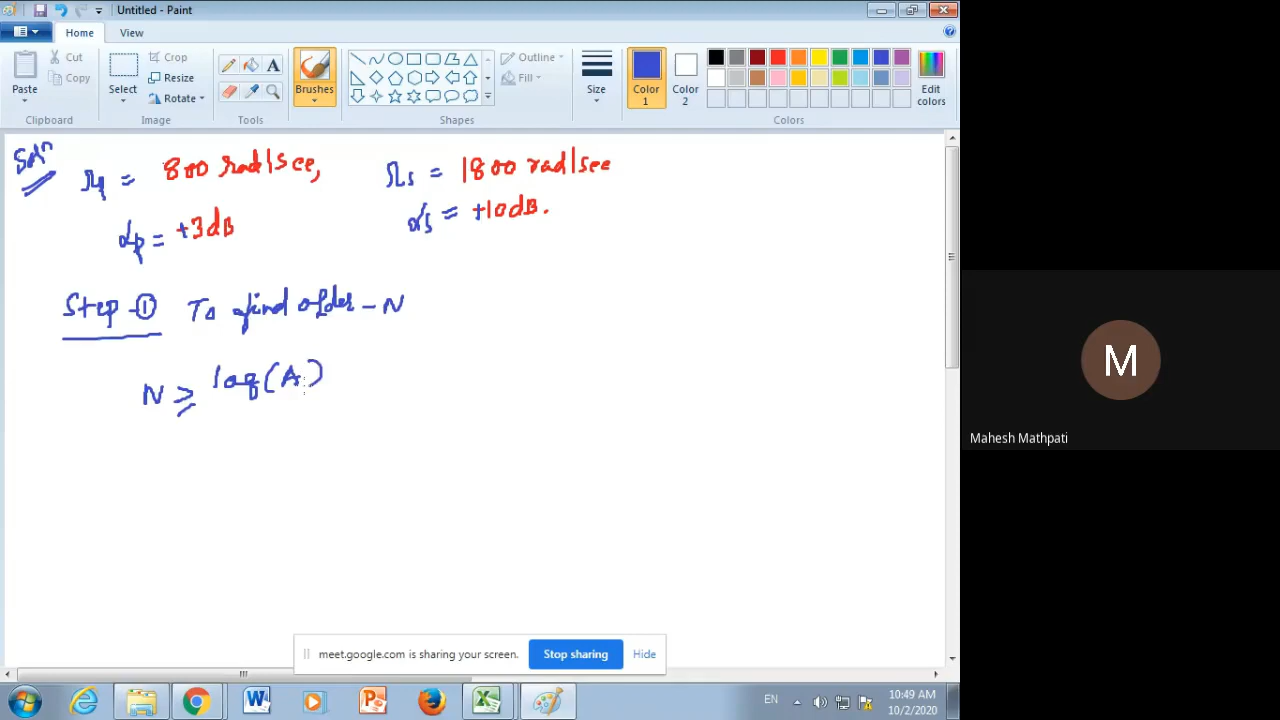 Untitled - Paint
Home View
Paste
Cut
Copy
Clipboard
Select
Crop
Resize
Rotate
Image
A
Tools
Brushes
Shapes
Outline
Fill
Size
Color 1
Color 2
Colors
Edit colors
Soln
Ωp = 800 rad/sec, Ωs = 1800 rad/sec
αp = +3dB αs = +10dB.
Step-① To find order - N
N ≥ log(A)
M
Mahesh Mathpati
meet.google.com is sharing your screen. Stop sharing Hide
EN
10:49 AM
10/2/2020